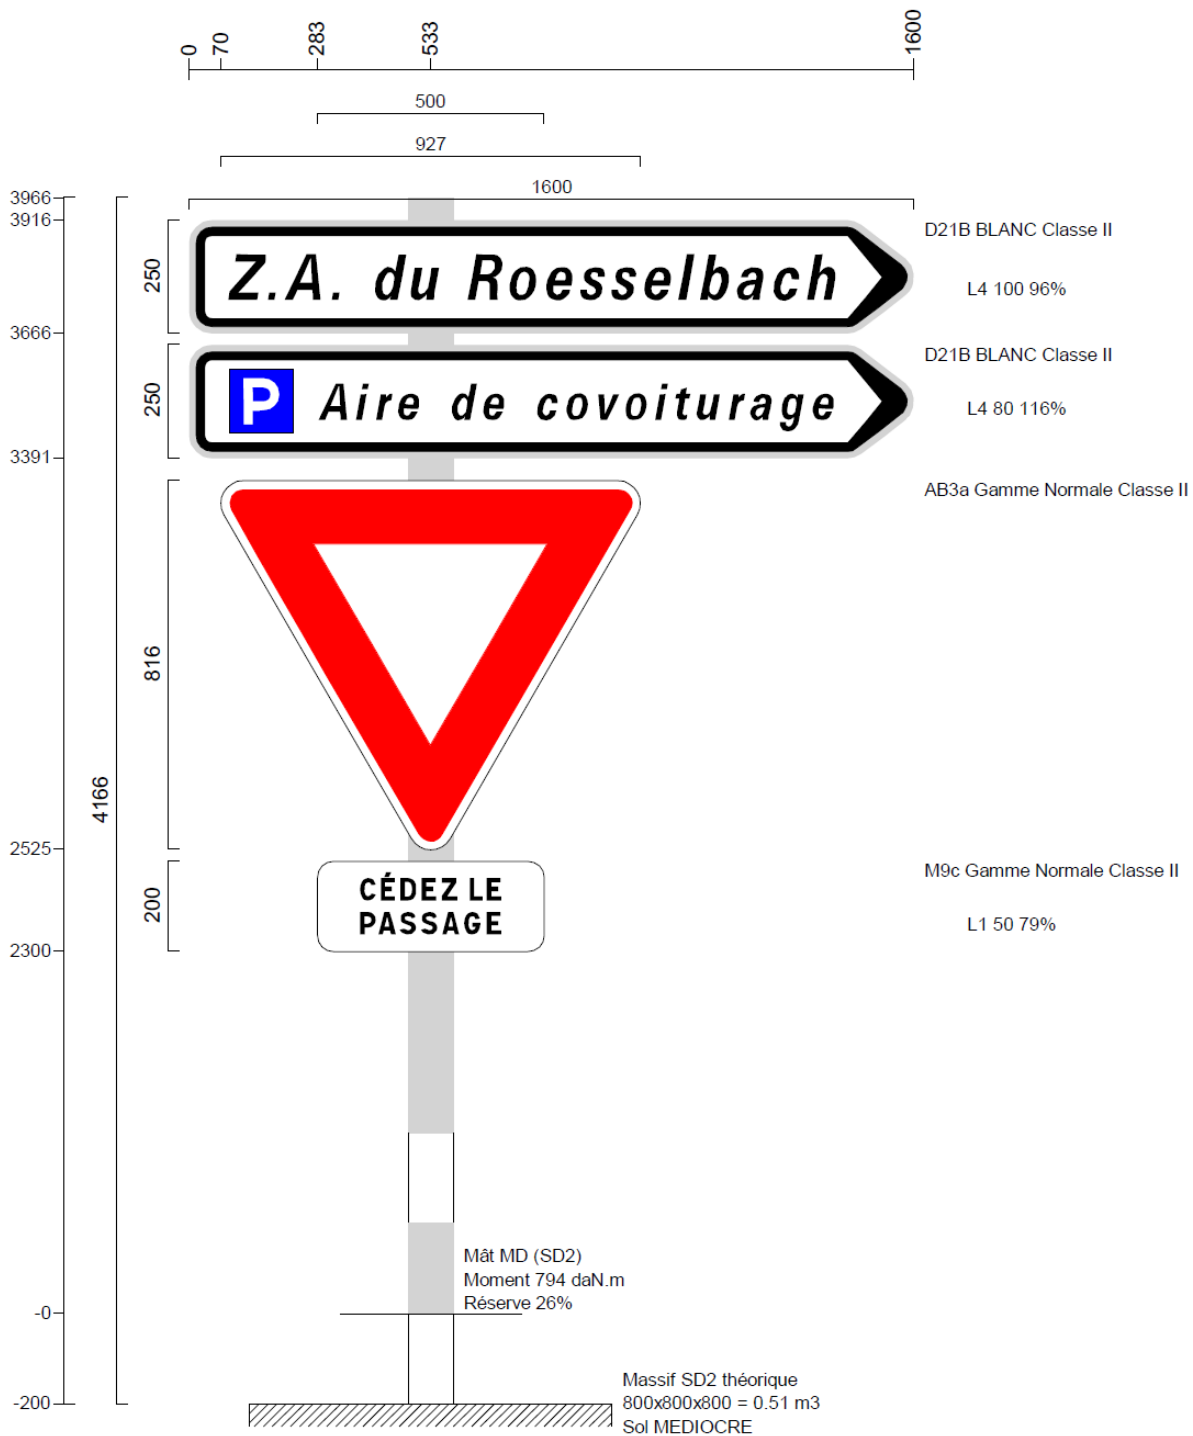 0 70 283 533 1600
500
927
1600
3966
3916
250
3666
250
3391
816
4166
2525
200
2300
-0
-200
Z.A. du Roesselbach
D21B BLANC Classe II
L4 100 96%
P Aire de covoiturage
D21B BLANC Classe II
L4 80 116%
AB3a Gamme Normale Classe II
CÉDEZ LE
PASSAGE
M9c Gamme Normale Classe II
L1 50 79%
Mât MD (SD2)
Moment 794 daN.m
Réserve 26%
Massif SD2 théorique
800x800x800 = 0.51 m3
Sol MEDIOCRE